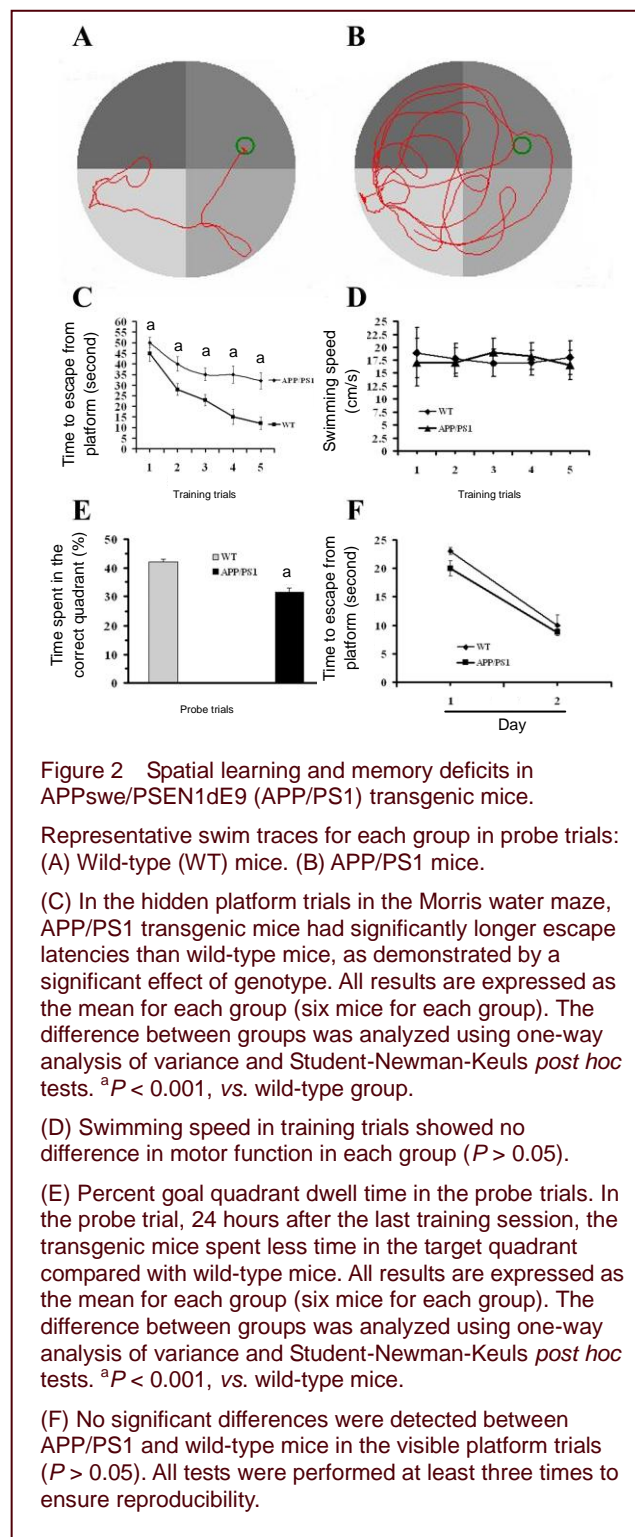 A
B
C
Time to escape from
platform (second)
60
55
50
45
40
35
30
25
20
15
10
5
0
a a a a a
APP/PS1
WT
1 2 3 4 5
Training trials
D
Swimming speed
(cm/s)
25
22.5
20
17.5
15
12.5
10
7.5
5
2.5
0
WT
APP/PS1
1 2 3 4 5
Training trials
E
Time spent in the
correct quadrant (%)
50
40
30
20
10
0
WT
APP/PS1
a
Probe trials
F
Time to escape from
platform (second)
25
20
15
10
5
0
WT
APP/PS1
1 2
Day
Figure 2 Spatial learning and memory deficits in
APPswe/PSEN1dE9 (APP/PS1) transgenic mice.
Representative swim traces for each group in probe trials:
(A) Wild-type (WT) mice. (B) APP/PS1 mice.
(C) In the hidden platform trials in the Morris water maze,
APP/PS1 transgenic mice had significantly longer escape
latencies than wild-type mice, as demonstrated by a
significant effect of genotype. All results are expressed as
the mean for each group (six mice for each group). The
difference between groups was analyzed using one-way
analysis of variance and Student-Newman-Keuls post hoc
tests. ᵃP < 0.001, vs. wild-type group.
(D) Swimming speed in training trials showed no
difference in motor function in each group (P > 0.05).
(E) Percent goal quadrant dwell time in the probe trials. In
the probe trial, 24 hours after the last training session, the
transgenic mice spent less time in the target quadrant
compared with wild-type mice. All results are expressed as
the mean for each group (six mice for each group). The
difference between groups was analyzed using one-way
analysis of variance and Student-Newman-Keuls post hoc
tests. ᵃP < 0.001, vs. wild-type mice.
(F) No significant differences were detected between
APP/PS1 and wild-type mice in the visible platform trials
(P > 0.05). All tests were performed at least three times to
ensure reproducibility.